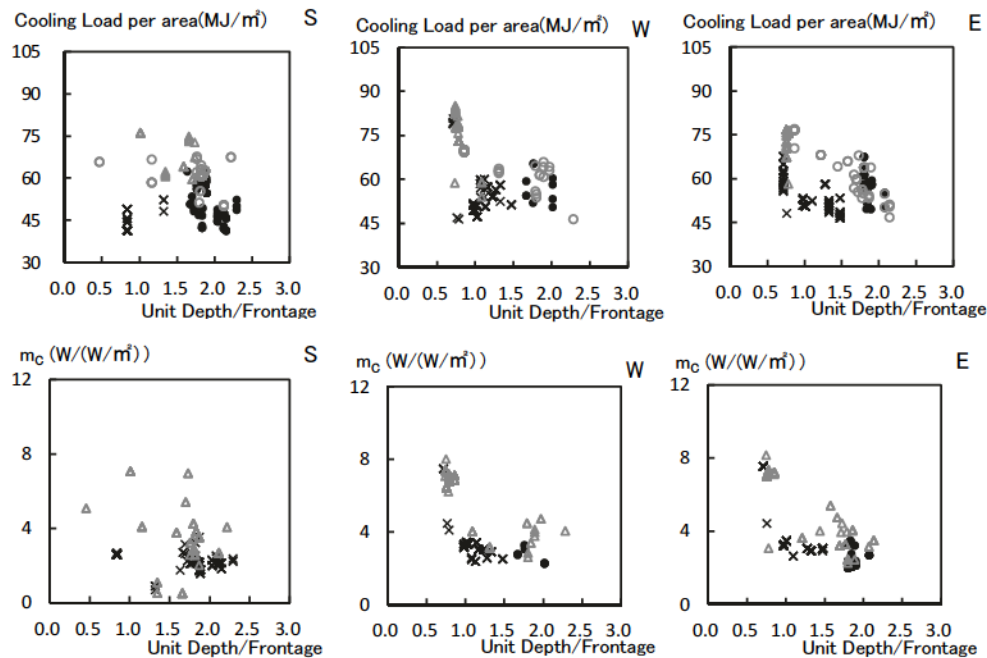 Cooling Load per area(MJ/㎡) S
105
90
75
60
45
30
0.0 0.5 1.0 1.5 2.0 2.5 3.0
Unit Depth/Frontage
Cooling Load per area(MJ/㎡) W
105
90
75
60
45
30
0.0 0.5 1.0 1.5 2.0 2.5 3.0
Unit Depth/Frontage
Cooling Load per area(MJ/㎡) E
105
90
75
60
45
30
0.0 0.5 1.0 1.5 2.0 2.5 3.0
Unit Depth/Frontage
mC (W/(W/㎡)) S
12
8
4
0
0.0 0.5 1.0 1.5 2.0 2.5 3.0
Unit Depth/Frontage
mC (W/(W/㎡)) W
12
8
4
0
0.0 0.5 1.0 1.5 2.0 2.5 3.0
Unit Depth/Frontage
mC (W/(W/㎡)) E
12
8
4
0
0.0 0.5 1.0 1.5 2.0 2.5 3.0
Unit Depth/Frontage